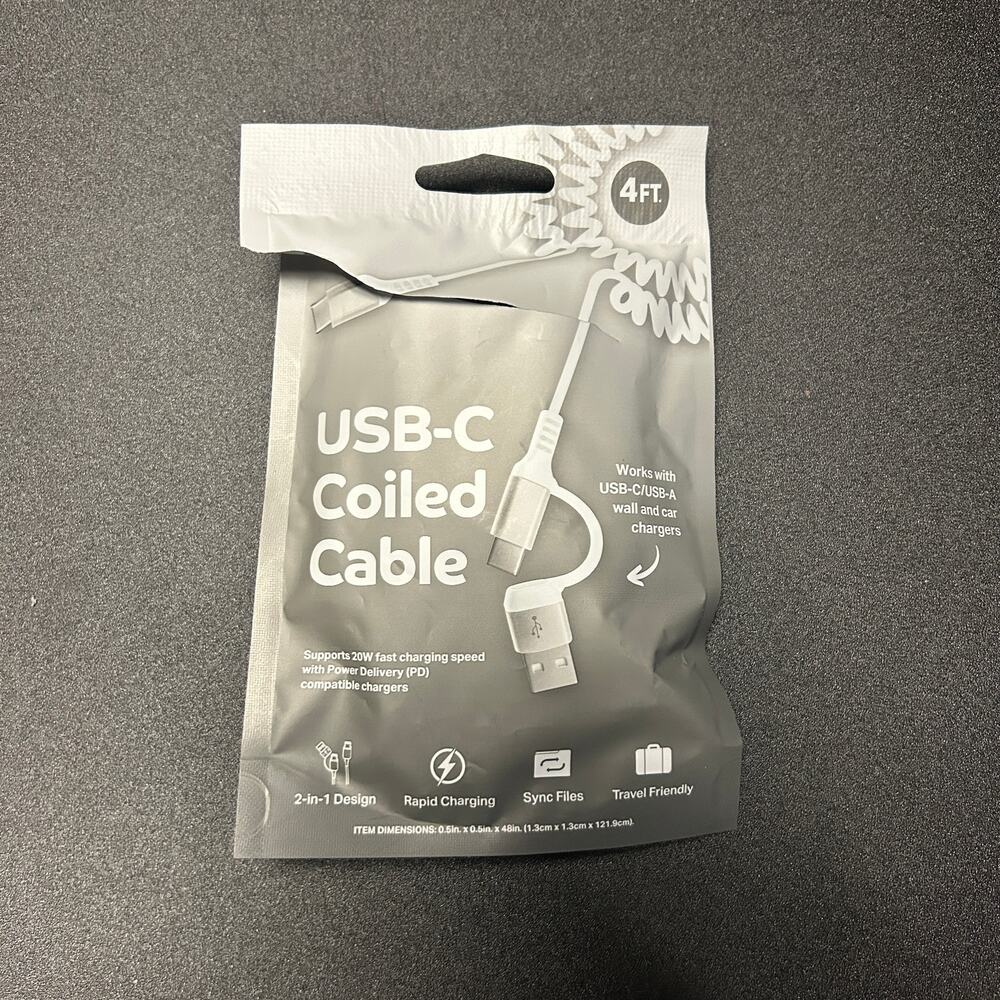 4FT.
USB-C
Coiled
Cable
Works with
USB-C/USB-A
wall and car
chargers
Supports 20W fast charging speed
with Power Delivery (PD)
compatible chargers
2-in-1 Design
Rapid Charging
Sync Files
Travel Friendly
ITEM DIMENSIONS: 0.5in. x 0.5in. x 48in. (1.3cm x 1.3cm x 121.9cm).